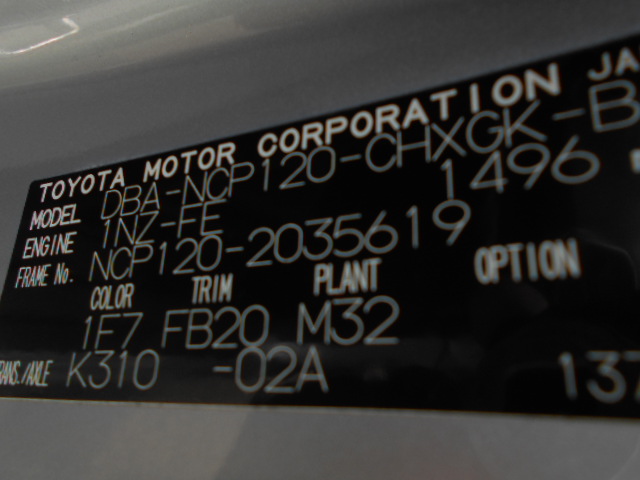 TOYOTA MOTOR CORPORATION JA
MODEL DBA-NCP120-CHXGK-B
ENGINE 1NZ-FE 1496
FRAME No. NCP120-2035619
COLOR TRIM PLANT OPTION
1F7 FB20 M32
TRANS./AXLE K310 -02A 137